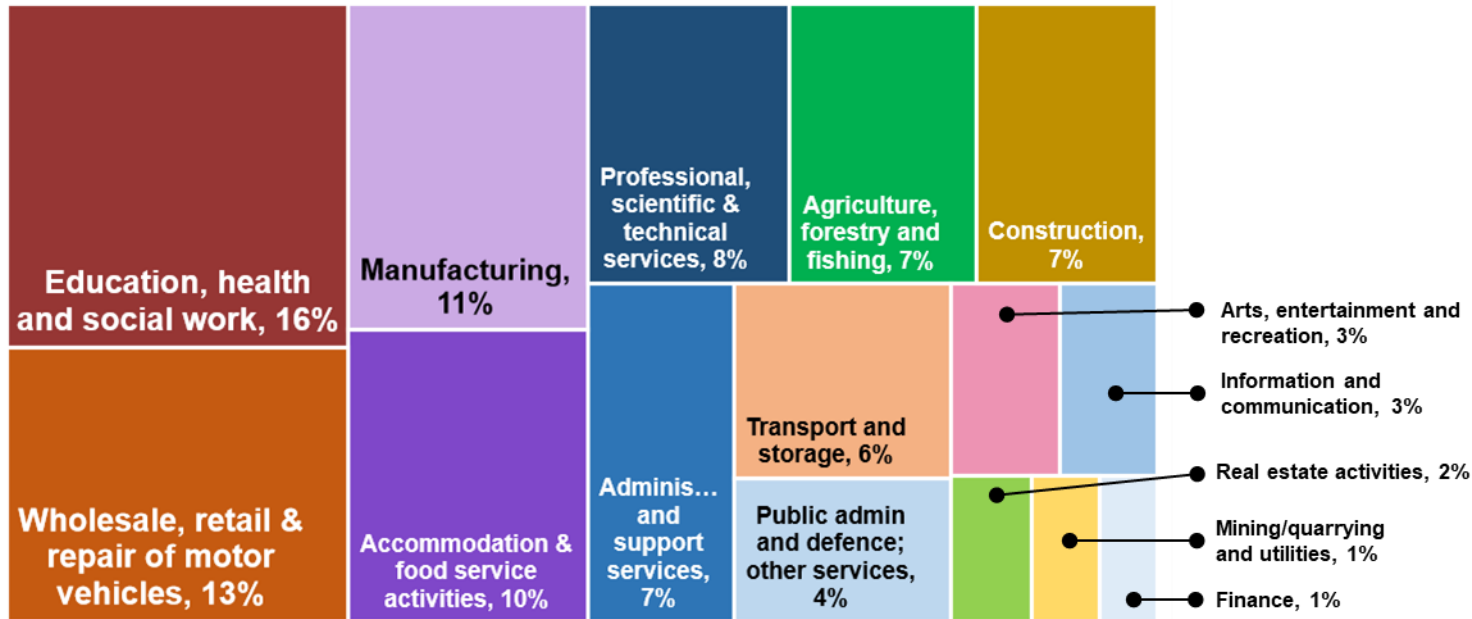 Education, health
and social work, 16%
Wholesale, retail &
repair of motor
vehicles, 13%
Manufacturing,
11%
Accommodation &
food service
activities, 10%
Professional,
scientific &
technical
services, 8%
Agriculture,
forestry and
fishing, 7%
Construction,
7%
Adminis...
and
support
services,
7%
Transport and
storage, 6%
Public admin
and defence;
other services,
4%
Arts, entertainment and
recreation, 3%
Information and
communication, 3%
Real estate activities, 2%
Mining/quarrying
and utilities, 1%
Finance, 1%